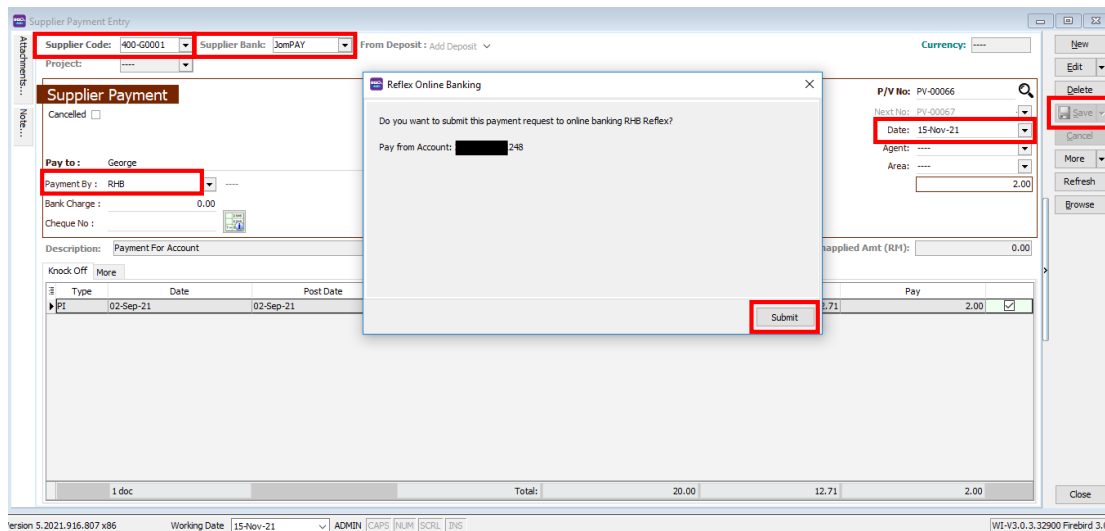 Supplier Payment Entry
Attachments...
Note...
Supplier Code: 400-G0001 Supplier Bank: JomPAY From Deposit : Add Deposit Currency: ----
Project: ----
Supplier Payment
Cancelled
P/V No: PV-00066
Next No: PV-00067
Date: 15-Nov-21
Agent: ----
Area: ----
2.00
Pay to : George
Payment By : RHB ----
Bank Charge : 0.00
Cheque No :
Description: Payment For Account
napplied Amt (RM): 0.00
Reflex Online Banking
Do you want to submit this payment request to online banking RHB Reflex?
Pay from Account: 248
Submit
Knock Off More
Type Date Post Date Pay
PI 02-Sep-21 02-Sep-21 2.71 2.00
1 doc Total: 20.00 12.71 2.00
New
Edit
Delete
Save
Cancel
More
Refresh
Browse
Close
ersion 5.2021.916.807 x86 Working Date 15-Nov-21 ADMIN CAPS NUM SCRL INS WI-V3.0.3.32900 Firebird 3.